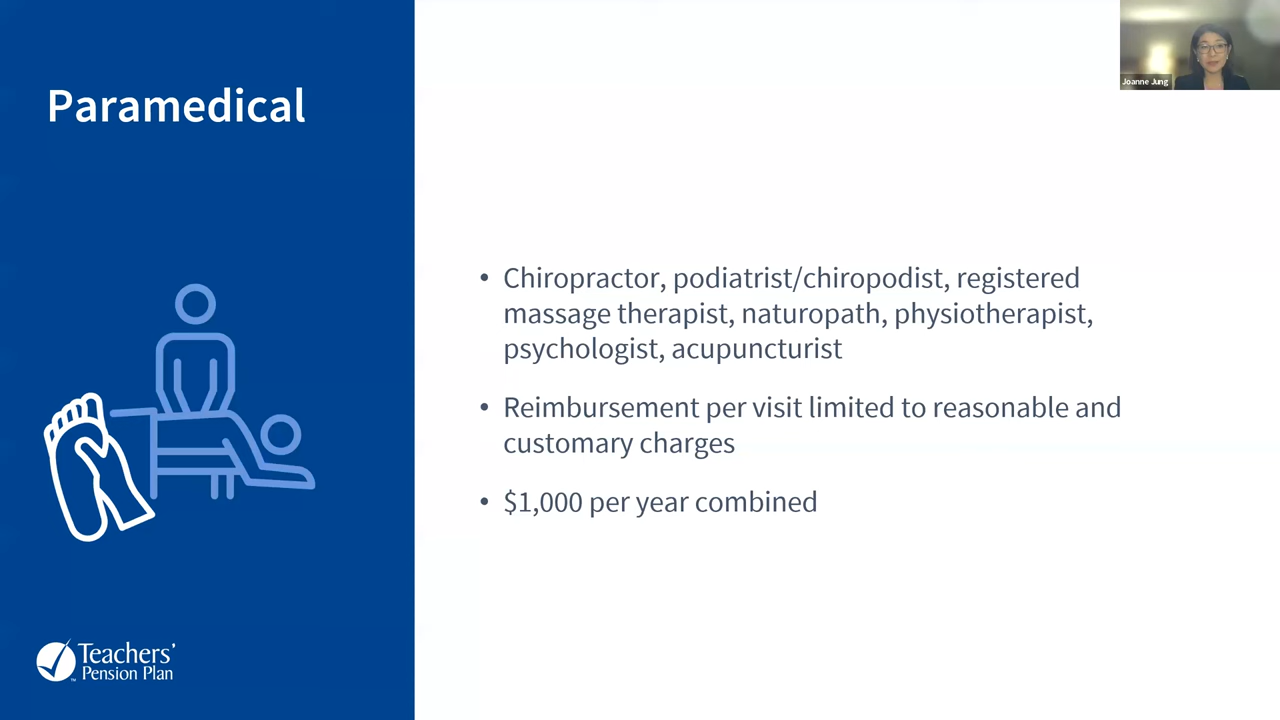 Paramedical
Joanne Jung
• Chiropractor, podiatrist/chiropodist, registered
massage therapist, naturopath, physiotherapist,
psychologist, acupuncturist
• Reimbursement per visit limited to reasonable and
customary charges
• $1,000 per year combined
Teachers'
Pension Plan
TM